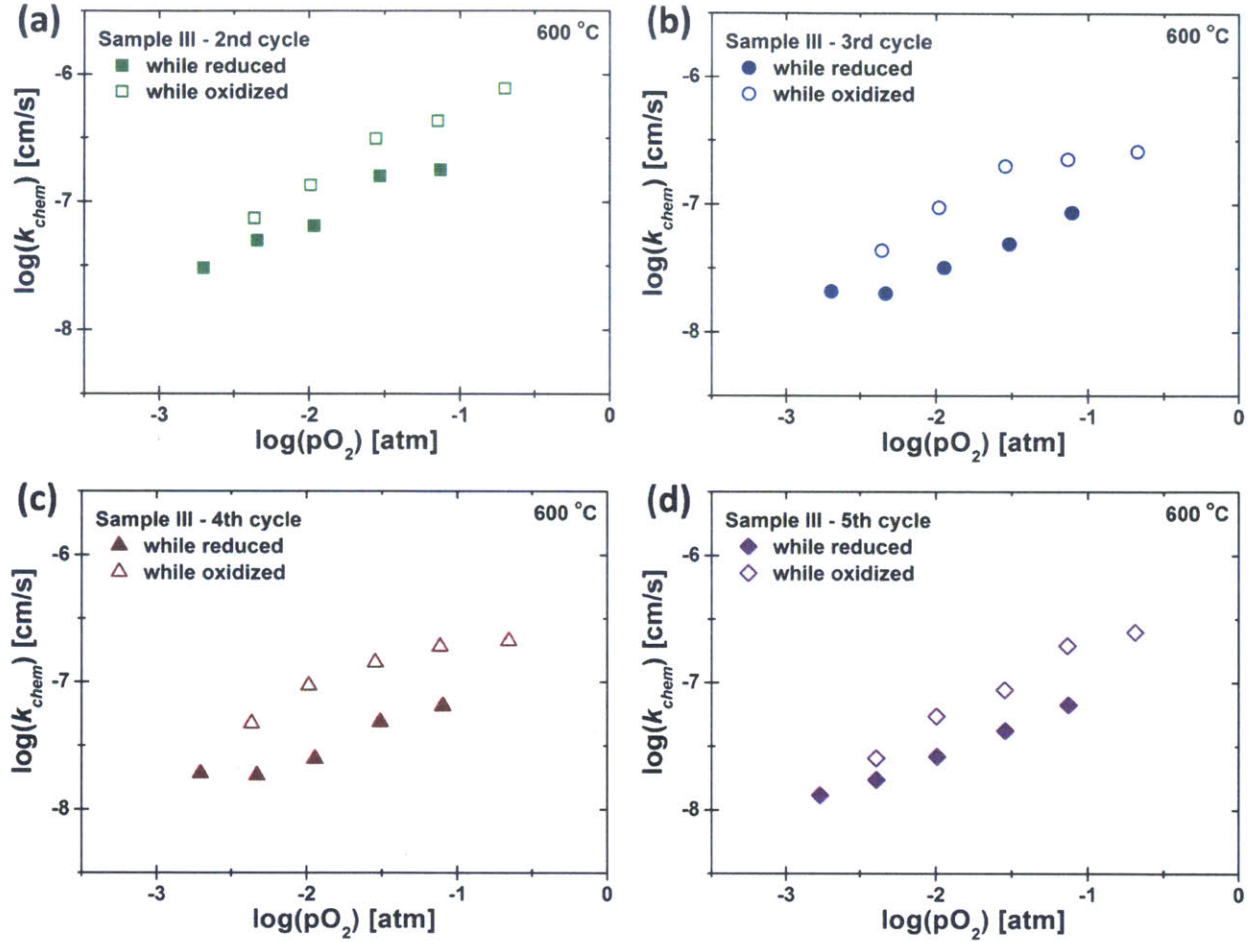 (a)
Sample III - 2nd cycle
600 °C
while reduced
while oxidized
-6
-7
-8
log(k_chem) [cm/s]
-3 -2 -1 0
log(pO2) [atm]
(b)
Sample III - 3rd cycle
600 °C
while reduced
while oxidized
-6
-7
-8
log(k_chem) [cm/s]
-3 -2 -1 0
log(pO2) [atm]
(c)
Sample III - 4th cycle
600 °C
while reduced
while oxidized
-6
-7
-8
log(k_chem) [cm/s]
-3 -2 -1 0
log(pO2) [atm]
(d)
Sample III - 5th cycle
600 °C
while reduced
while oxidized
-6
-7
-8
log(k_chem) [cm/s]
-3 -2 -1 0
log(pO2) [atm]